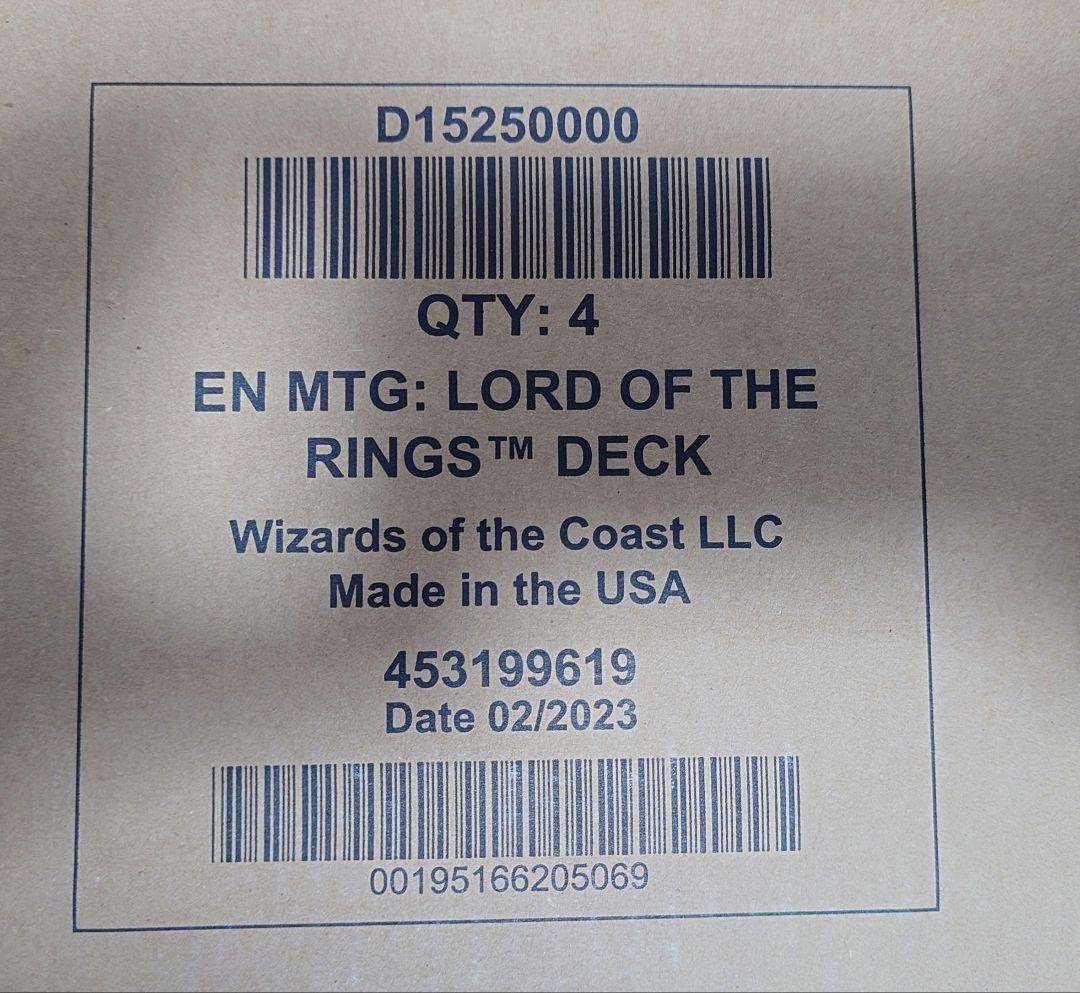 D15250000
QTY: 4
EN MTG: LORD OF THE
RINGS™ DECK
Wizards of the Coast LLC
Made in the USA
453199619
Date 02/2023
00195166205069